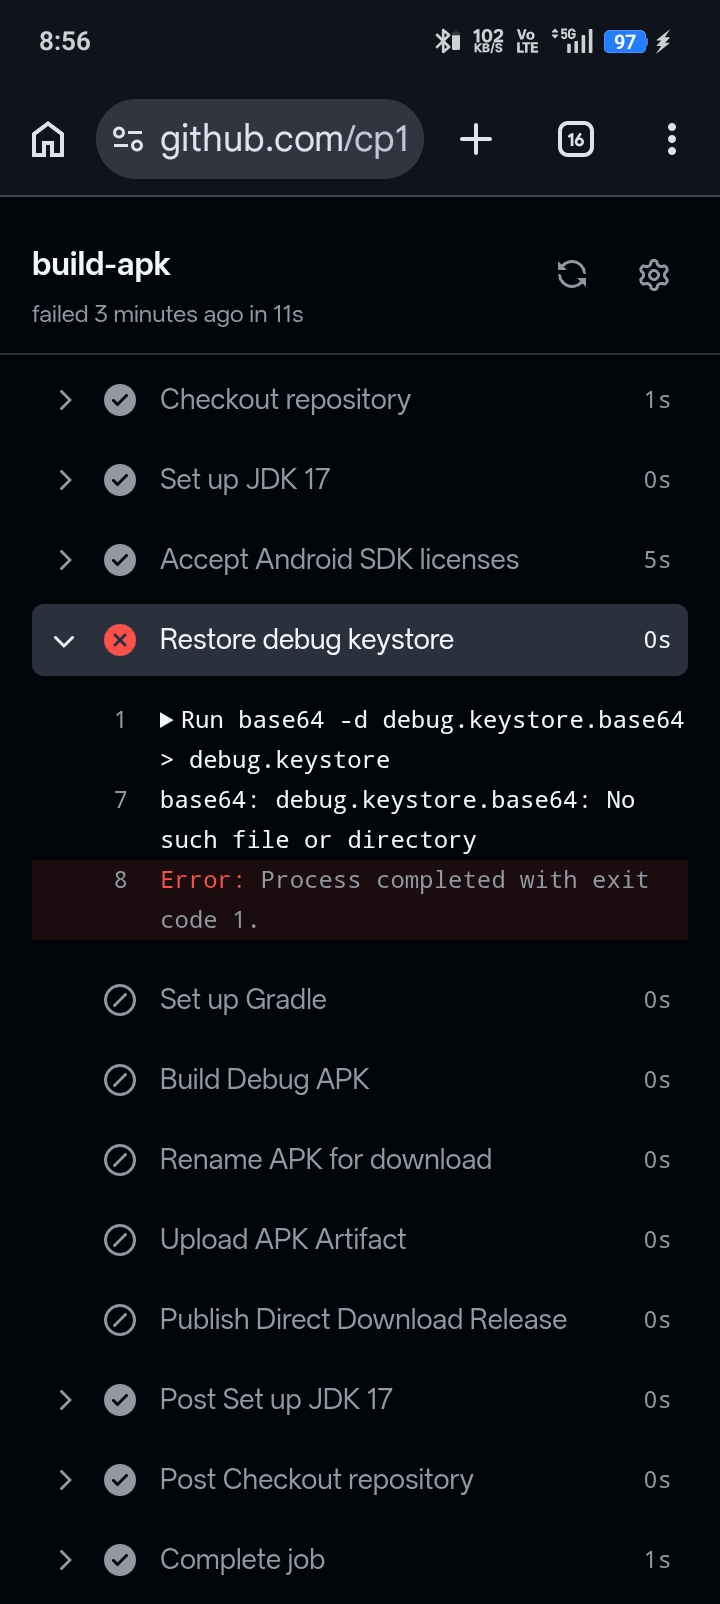 8:56
102 KB/S Vo LTE 5G 97
github.com/cp1
16
build-apk
failed 3 minutes ago in 11s
Checkout repository 1s
Set up JDK 17 0s
Accept Android SDK licenses 5s
Restore debug keystore 0s
1 Run base64 -d debug.keystore.base64
> debug.keystore
7 base64: debug.keystore.base64: No
such file or directory
8 Error: Process completed with exit
code 1.
Set up Gradle 0s
Build Debug APK 0s
Rename APK for download 0s
Upload APK Artifact 0s
Publish Direct Download Release 0s
Post Set up JDK 17 0s
Post Checkout repository 0s
Complete job 1s